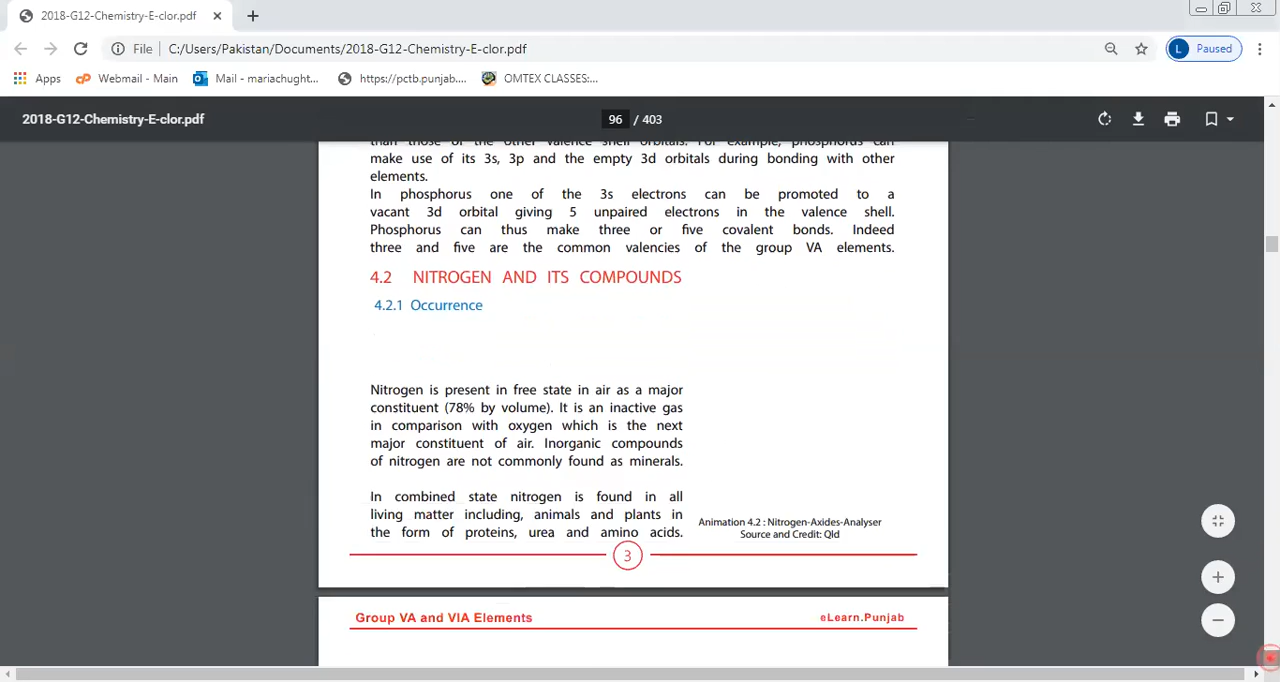 2018-G12-Chemistry-E-clor.pdf
File C:/Users/Pakistan/Documents/2018-G12-Chemistry-E-clor.pdf L Paused
Apps Webmail - Main Mail - mariachught... https://pctb.punjab.... OMTEX CLASSES:...
2018-G12-Chemistry-E-clor.pdf 96 / 403
than those of the other valence shell orbitals. For example, phosphorus can
make use of its 3s, 3p and the empty 3d orbitals during bonding with other
elements.
In phosphorus one of the 3s electrons can be promoted to a
vacant 3d orbital giving 5 unpaired electrons in the valence shell.
Phosphorus can thus make three or five covalent bonds. Indeed
three and five are the common valencies of the group VA elements.
4.2 NITROGEN AND ITS COMPOUNDS
4.2.1 Occurrence
Nitrogen is present in free state in air as a major
constituent (78% by volume). It is an inactive gas
in comparison with oxygen which is the next
major constituent of air. Inorganic compounds
of nitrogen are not commonly found as minerals.
In combined state nitrogen is found in all
living matter including, animals and plants in
the form of proteins, urea and amino acids.
Animation 4.2 : Nitrogen-Axides-Analyser
Source and Credit: Qld
3
Group VA and VIA Elements eLearn.Punjab